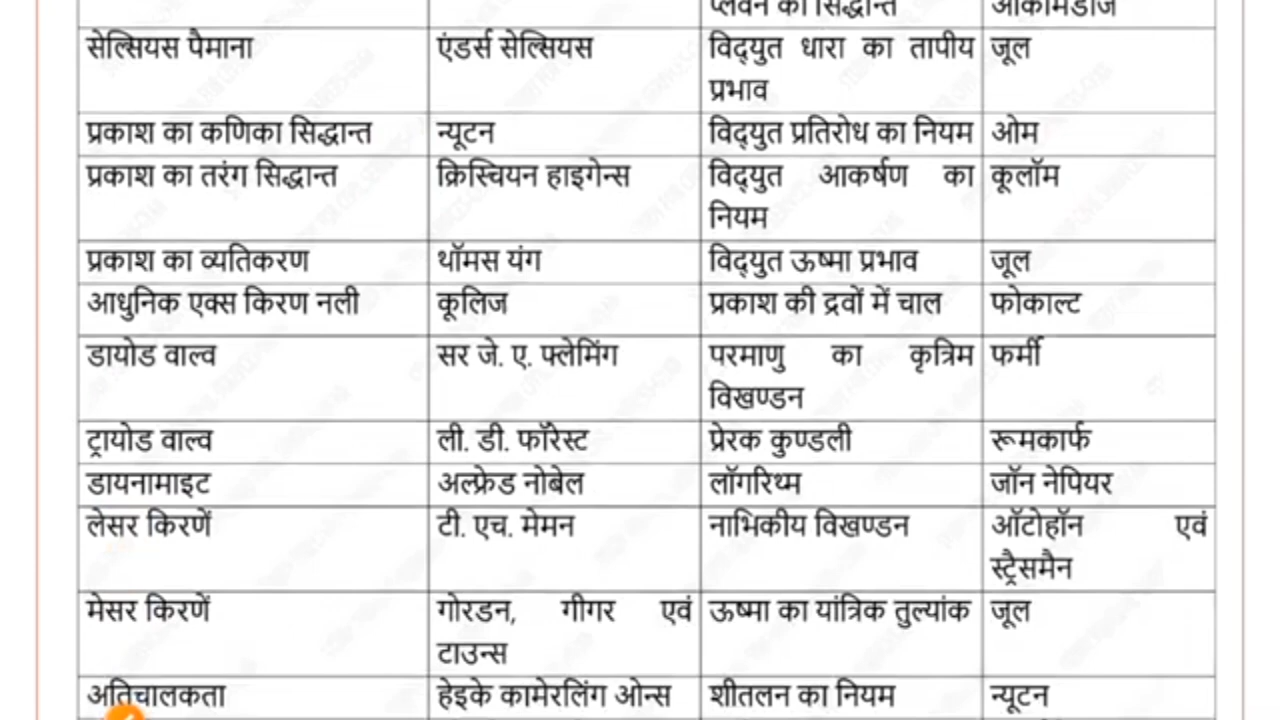 प्लवन का सिद्धान्त	आर्कीमिडीज
सेल्सियस पैमाना	एंडर्स सेल्सियस	विद्युत धारा का तापीय	जूल
प्रभाव
प्रकाश का कणिका सिद्धान्त	न्यूटन	विद्युत प्रतिरोध का नियम	ओम
प्रकाश का तरंग सिद्धान्त	क्रिस्चियन हाइगेन्स	विद्युत आकर्षण का	कूलॉम
नियम
प्रकाश का व्यतिकरण	थॉमस यंग	विद्युत ऊष्मा प्रभाव	जूल
आधुनिक एक्स किरण नली	कूलिज	प्रकाश की द्रवों में चाल	फोकाल्ट
डायोड वाल्व	सर जे. ए. फ्लेमिंग	परमाणु का कृत्रिम	फर्मी
विखण्डन
ट्रायोड वाल्व	ली. डी. फॉरेस्ट	प्रेरक कुण्डली	रूमकार्फ
डायनामाइट	अल्फ्रेड नोबेल	लॉगरिथ्म	जॉन नेपियर
लेसर किरणें	टी. एच. मेमन	नाभिकीय विखण्डन	ऑटोहॉन एवं
स्ट्रैसमैन
मेसर किरणें	गोरडन, गीगर एवं	ऊष्मा का यांत्रिक तुल्यांक	जूल
टाउन्स
अतिचालकता	हेइके कामेरलिंग ओन्स	शीतलन का नियम	न्यूटन